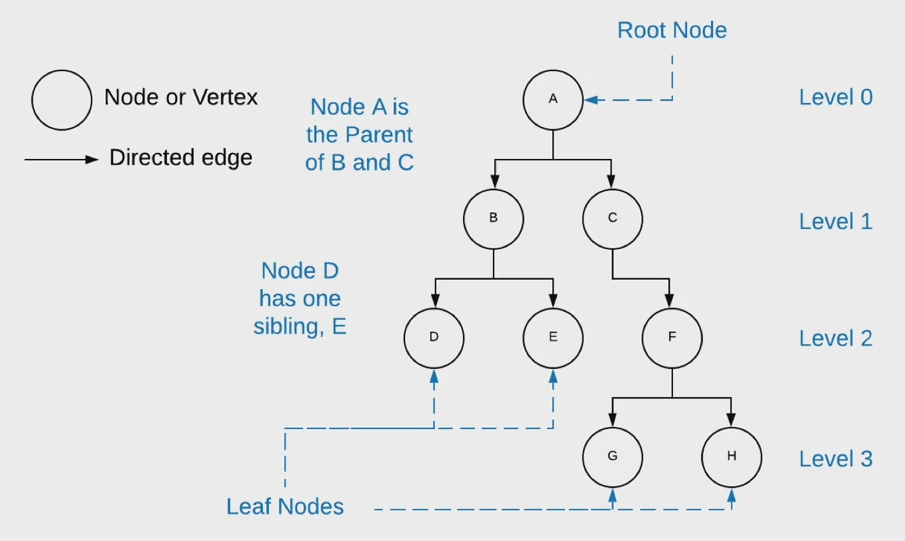 Root Node
Node or Vertex
A
Level 0
Node A is
the Parent
of B and C
Directed edge
B
C
Level 1
Node D
has one
sibling, E
D
E
F
Level 2
G
H
Level 3
Leaf Nodes